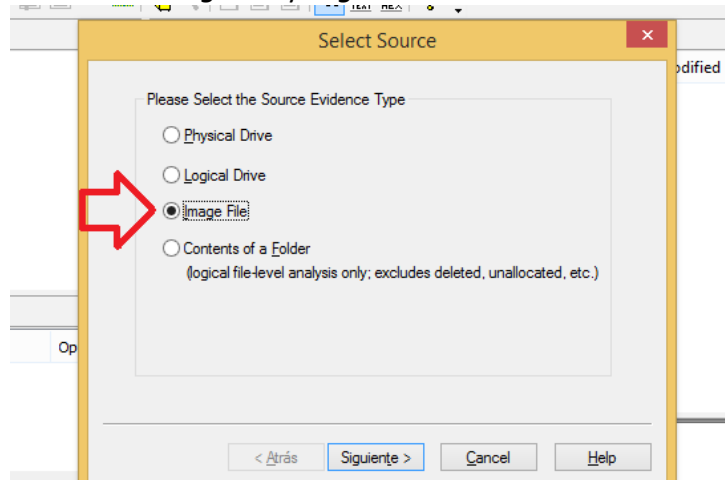 Select Source
odified
Please Select the Source Evidence Type
Physical Drive
Logical Drive
Image File
Contents of a Folder
(logical file-level analysis only; excludes deleted, unallocated, etc.)
Op
< Atrás Siguiente > Cancel Help